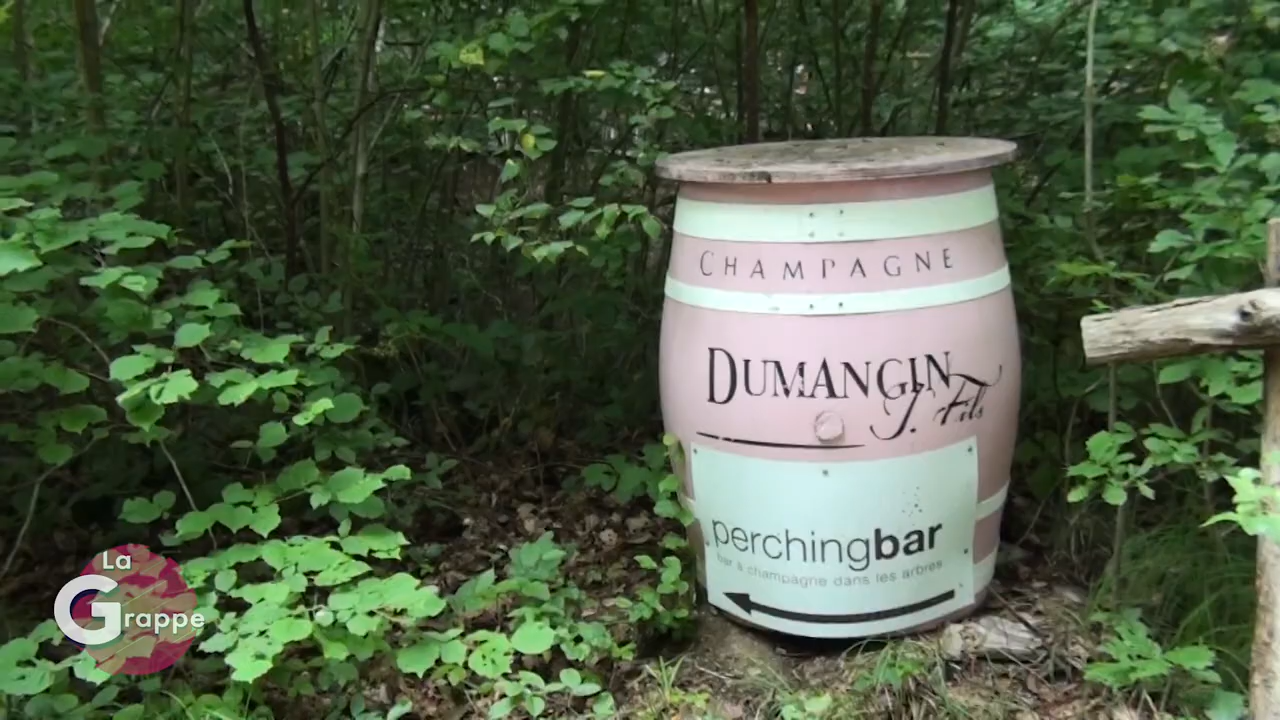 CHAMPAGNE
DUMANGIN
J. Fils
perchingbar
bar à champagne dans les arbres
La
Grappe